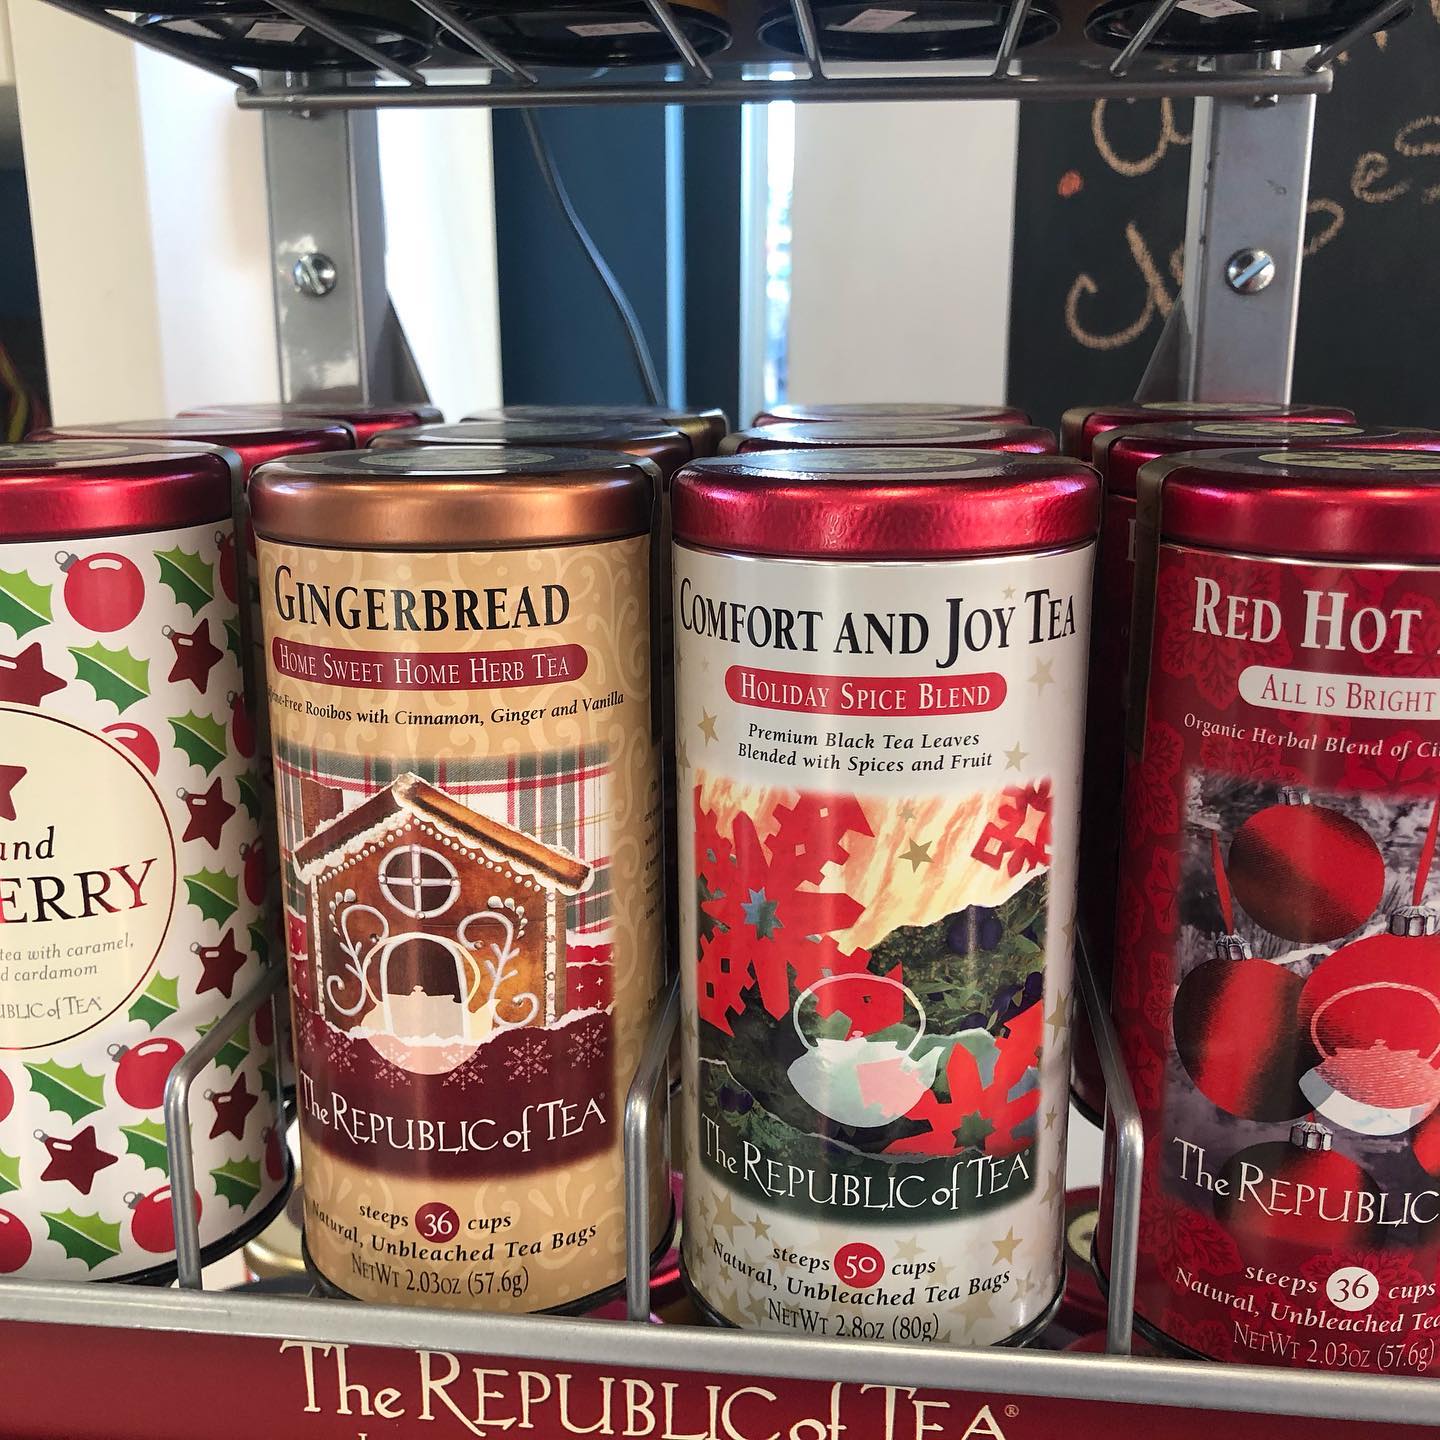 and
ERRY
tea with caramel,
d cardamom
UBLIC of TEA
GINGERBREAD
HOME SWEET HOME HERB TEA
-Free Rooibos with Cinnamon, Ginger and Vanilla
The REPUBLIC of TEA
steeps 36 cups
Natural, Unbleached Tea Bags
NETWT 2.03OZ (57.6g)
COMFORT AND JOY TEA
HOLIDAY SPICE BLEND
Premium Black Tea Leaves
Blended with Spices and Fruit
The REPUBLIC of TEA
steeps 50 cups
Natural, Unbleached Tea Bags
NETWT 2.8OZ (80g)
RED HOT
ALL IS BRIGHT
Organic Herbal Blend of Ci
The REPUBLIC
steeps 36 cups
Natural, Unbleached Tea
NETWT 2.03OZ (57.6g)
The REPUBLIC of TEA®